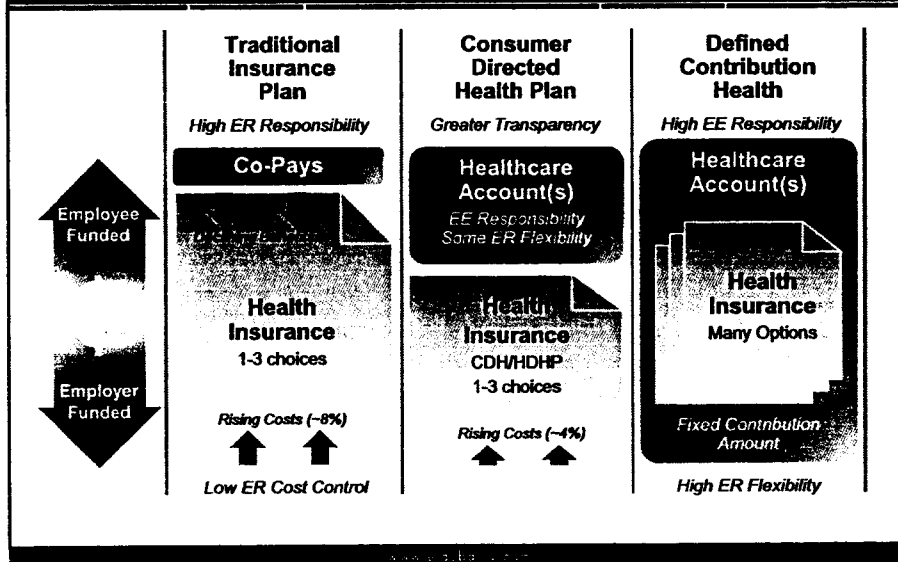 Traditional
Insurance
Plan
High ER Responsibility
Co-Pays
Health
Insurance
1-3 choices
Rising Costs (~8%)
Low ER Cost Control
Consumer
Directed
Health Plan
Greater Transparency
Healthcare
Account(s)
EE Responsibility
Some ER Flexibility
Health
Insurance
CDH/HDHP
1-3 choices
Rising Costs (~4%)
Defined
Contribution
Health
High EE Responsibility
Healthcare
Account(s)
Health
Insurance
Many Options
Fixed Contribution
Amount
High ER Flexibility
Employee
Funded
Employer
Funded